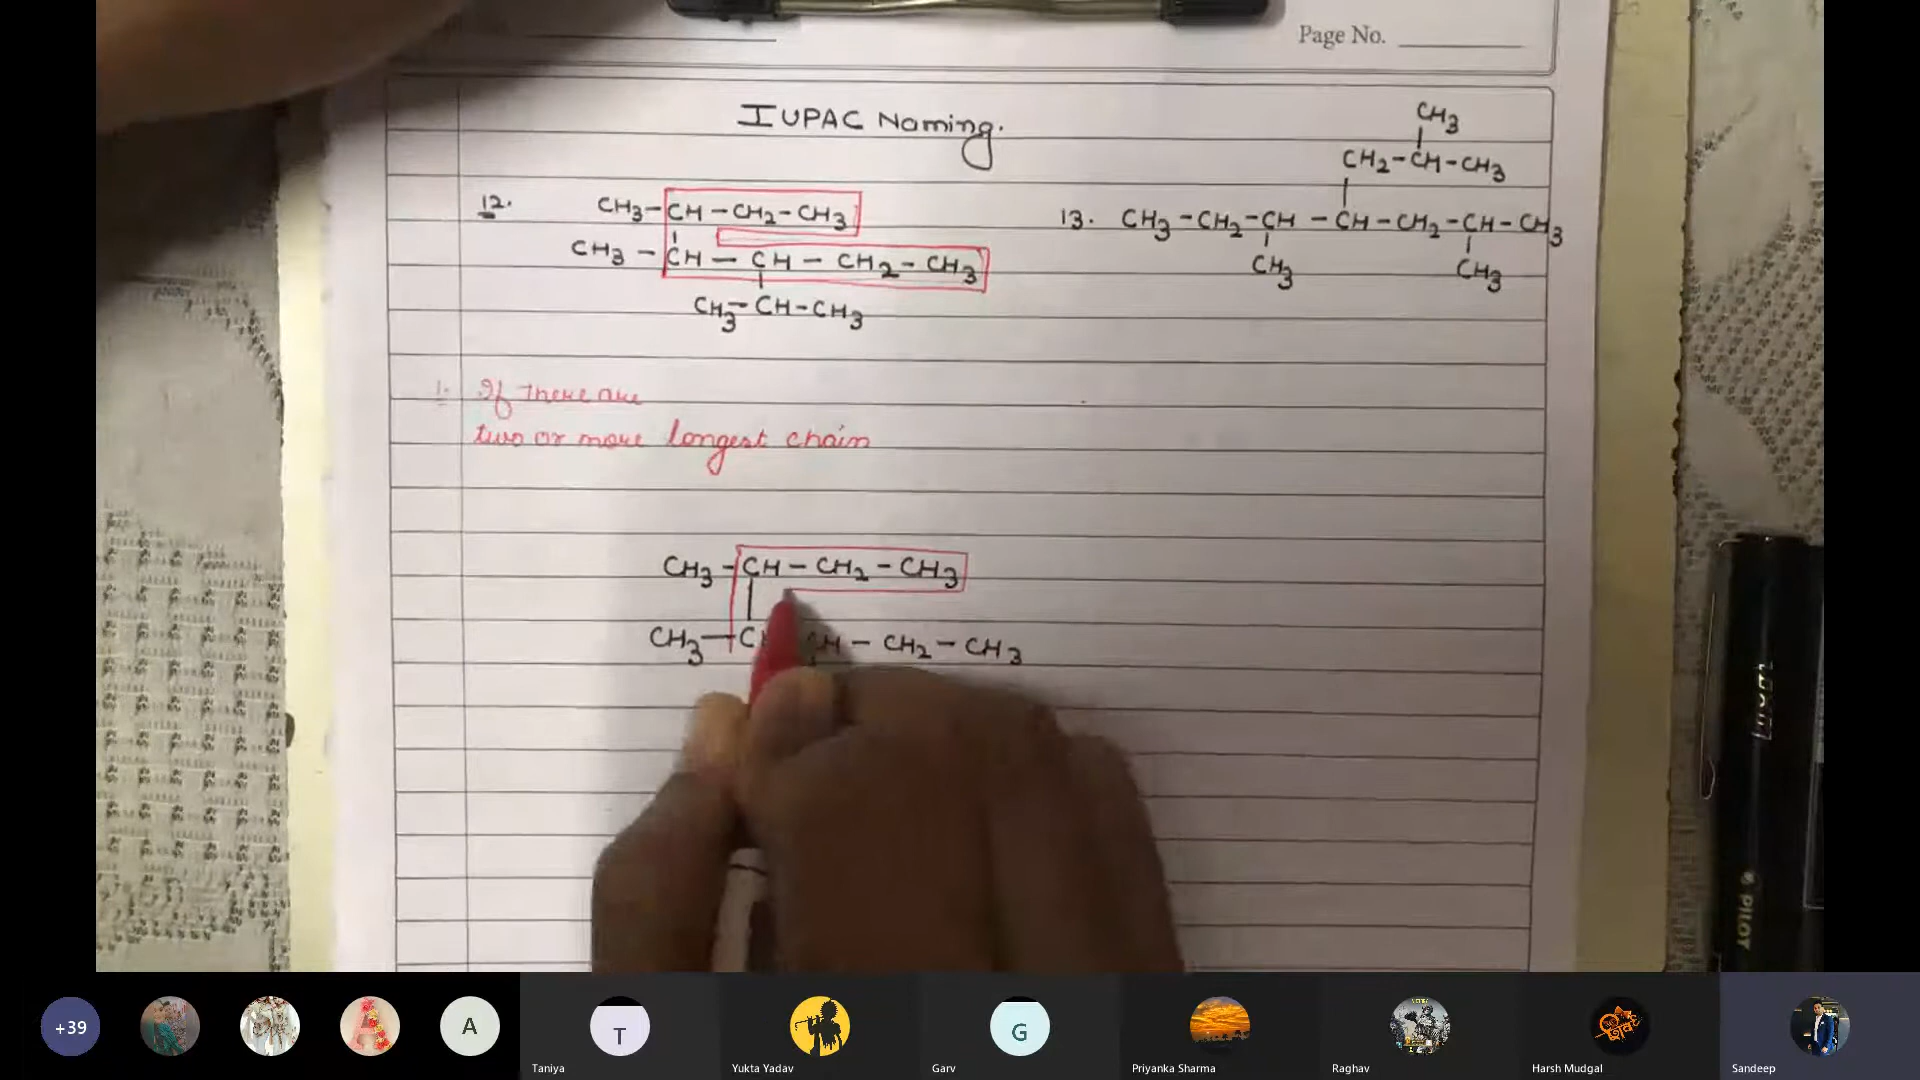 Page No.
IUPAC Naming.
12.
CH3-CH-CH2-CH3
CH3-CH-CH-CH2-CH3
CH3-CH-CH3
CH3
CH2-CH-CH3
13. CH3-CH2-CH-CH-CH2-CH-CH3
CH3 CH3
1. If There are
two or more longest chain
CH3-CH-CH2-CH3
CH3-CH CH-CH2-CH3
PILOT
+39
A
T
G
Taniya
Yukta Yadav
Garv
Priyanka Sharma
Raghav
Harsh Mudgal
Sandeep